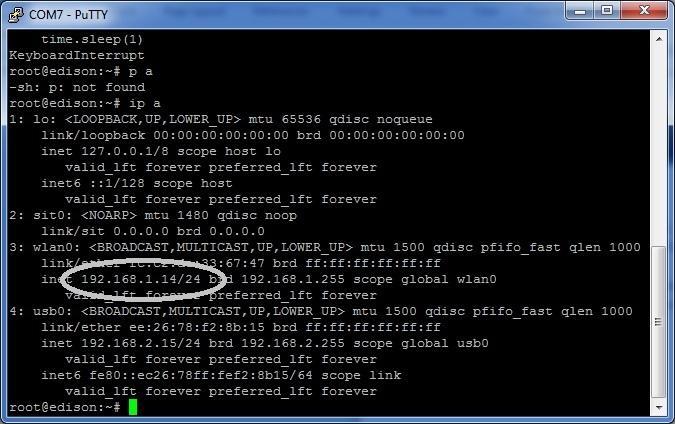 COM7 - PuTTY
time.sleep(1)
KeyboardInterrupt
root@edison:~# p a
-sh: p: not found
root@edison:~# ip a
1: lo: <LOOPBACK,UP,LOWER_UP> mtu 65536 qdisc noqueue
link/loopback 00:00:00:00:00:00 brd 00:00:00:00:00:00
inet 127.0.0.1/8 scope host lo
valid_lft forever preferred_lft forever
inet6 ::1/128 scope host
valid_lft forever preferred_lft forever
2: sit0: <NOARP> mtu 1480 qdisc noop
link/sit 0.0.0.0 brd 0.0.0.0
3: wlan0: <BROADCAST,MULTICAST,UP,LOWER_UP> mtu 1500 qdisc pfifo_fast qlen 1000
link/ether brd ff:ff:ff:ff:ff:ff
inet 192.168.1.14/24 brd 192.168.1.255 scope global wlan0
valid_lft forever preferred_lft forever
4: usb0: <BROADCAST,MULTICAST,UP,LOWER_UP> mtu 1500 qdisc pfifo_fast qlen 1000
link/ether ee:26:78:f2:8b:15 brd ff:ff:ff:ff:ff:ff
inet 192.168.2.15/24 brd 192.168.2.255 scope global usb0
valid_lft forever preferred_lft forever
inet6 fe80::ec26:78ff:fef2:8b15/64 scope link
valid_lft forever preferred_lft forever
root@edison:~#